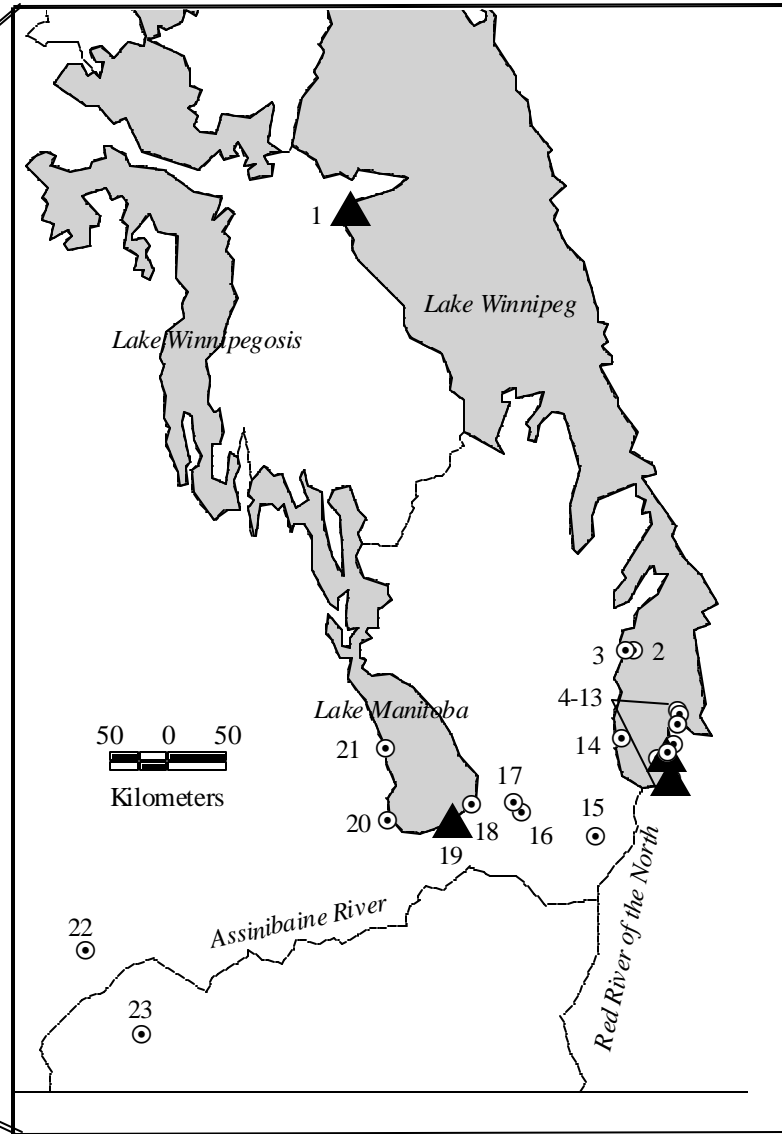 1
Lake Winnipeg
Lake Winnipegosis
3
2
4-13
Lake Manitoba
14
50 0 50
21
Kilometers
17
20
18
16
15
19
Red River of the North
Assinibaine River
22
23